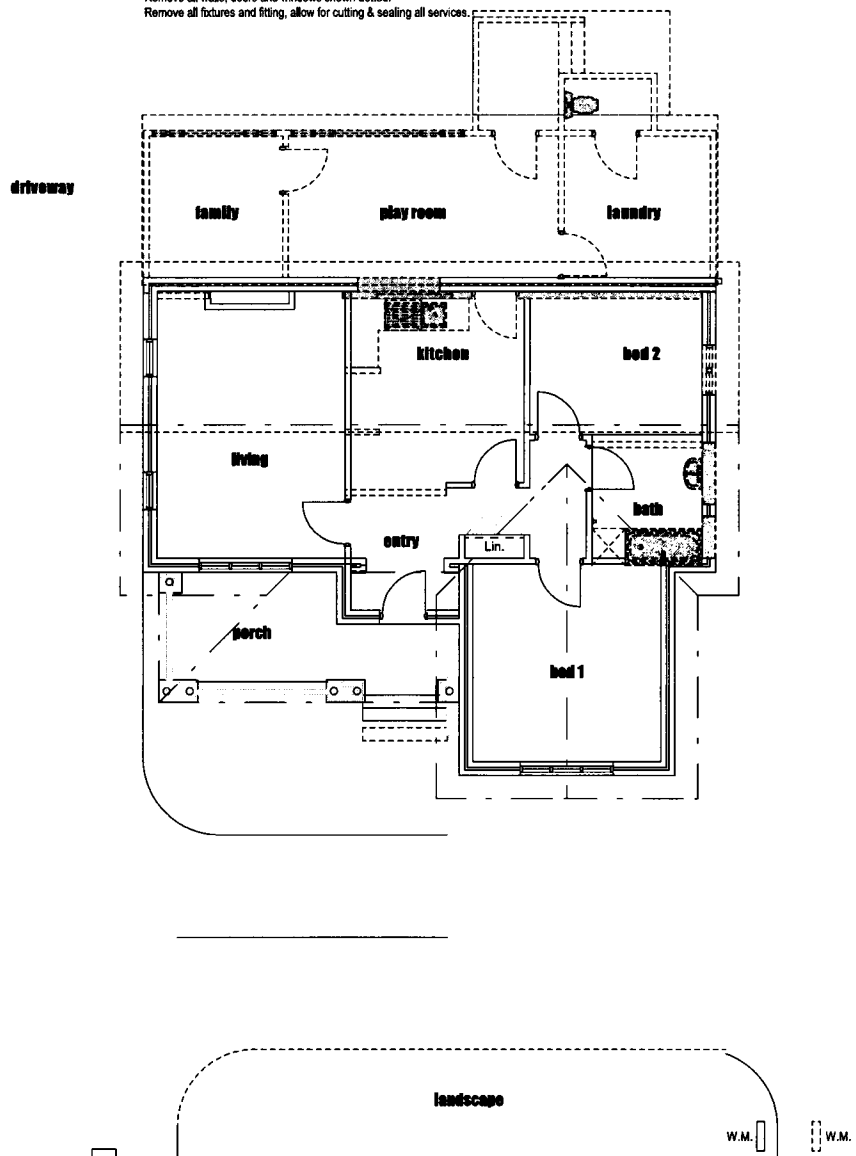 Remove all fixtures and fitting, allow for cutting & sealing all services.
driveway
family
play room
laundry
kitchen
bed 2
living
bath
entry
Lin.
porch
bed 1
landscape
W.M.
W.M.